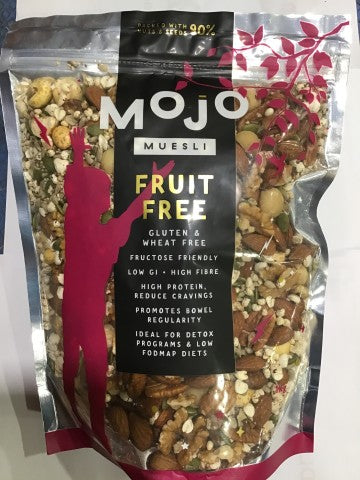 PACKED WITH
NUTS & SEEDS 90%
MOJO
MUESLI
FRUIT
FREE
GLUTEN &
WHEAT FREE
FRUCTOSE FRIENDLY
LOW GI • HIGH FIBRE
HIGH PROTEIN,
REDUCE CRAVINGS
PROMOTES BOWEL
REGULARITY
IDEAL FOR DETOX
PROGRAMS & LOW
FODMAP DIETS